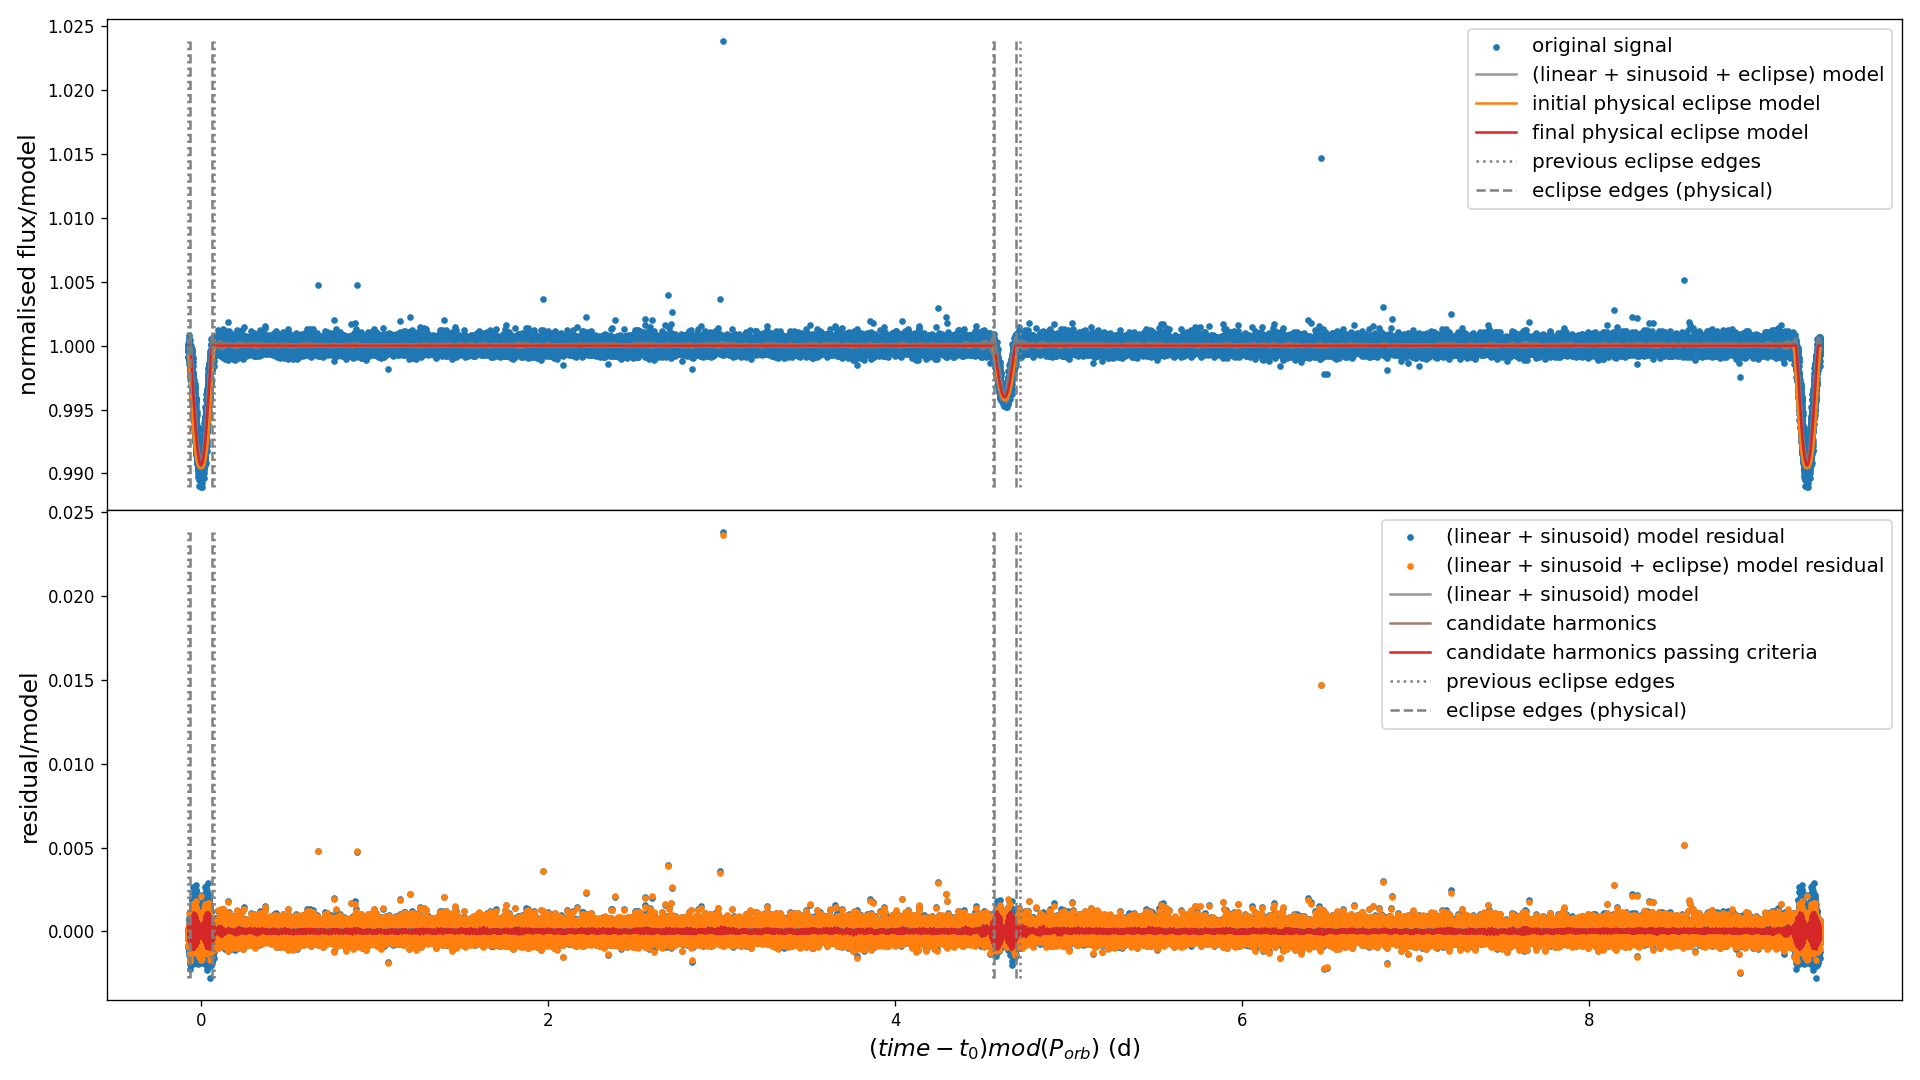 1.025
1.020
1.015
1.010
1.005
1.000
0.995
0.990
normalised flux/model
original signal
(linear + sinusoid + eclipse) model
initial physical eclipse model
final physical eclipse model
previous eclipse edges
eclipse edges (physical)
0.025
0.020
0.015
0.010
0.005
0.000
residual/model
(linear + sinusoid) model residual
(linear + sinusoid + eclipse) model residual
(linear + sinusoid) model
candidate harmonics
candidate harmonics passing criteria
previous eclipse edges
eclipse edges (physical)
0 2 4 6 8
(time − t₀)mod(P_orb) (d)